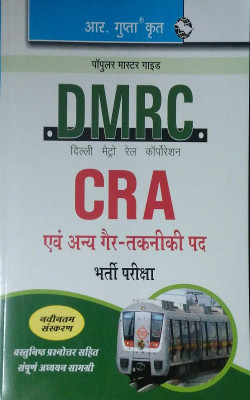 आर. गुप्ता® कृत
पॉपुलर मास्टर गाइड
DMRC
दिल्ली मेट्रो रेल कॉर्पोरेशन
CRA
एवं अन्य गैर-तकनीकी पद
भर्ती परीक्षा
नवीनतम
संस्करण
वस्तुनिष्ठ प्रश्नोत्तर सहित
संपूर्ण अध्ययन सामग्री